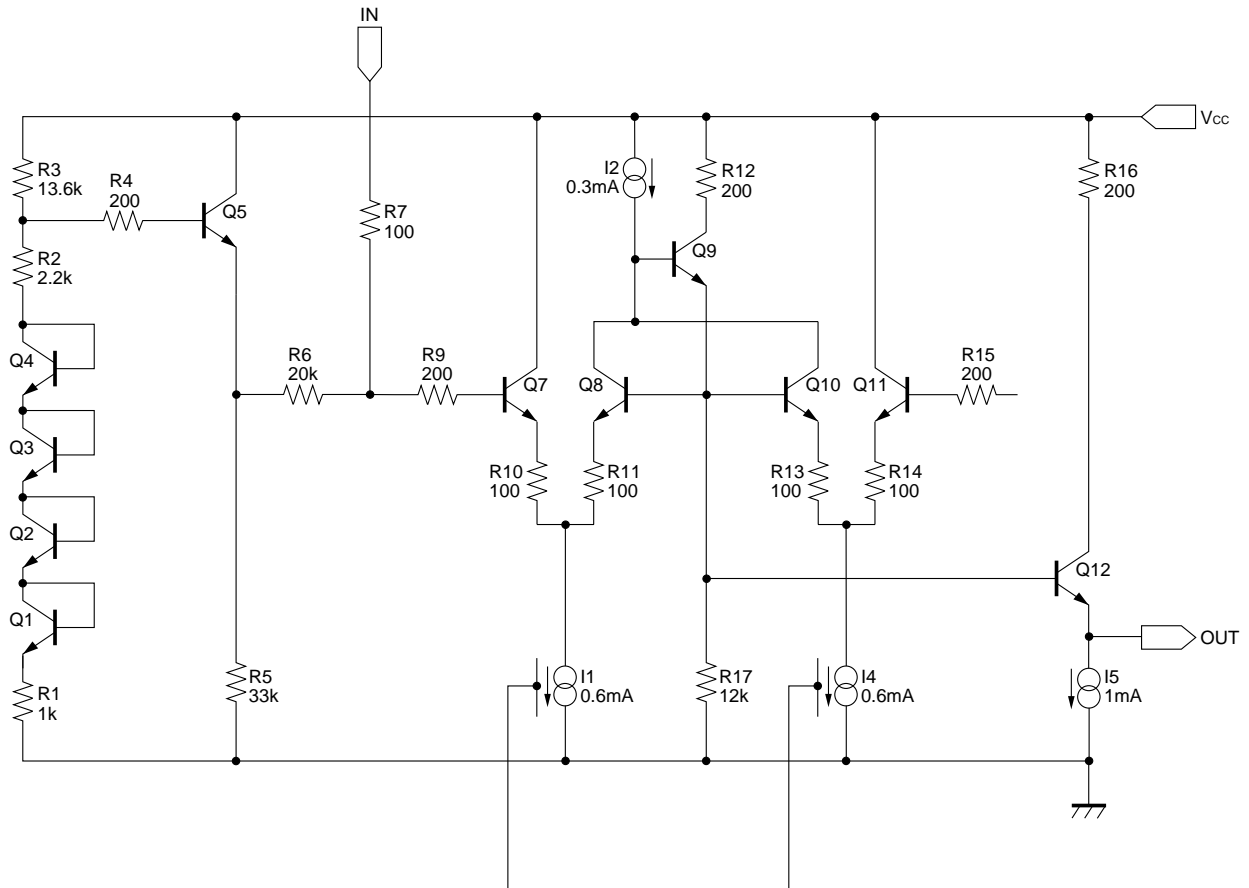 IN
VCC
R3
13.6k
R4
200
Q5
R7
100
I2
0.3mA
R12
200
R16
200
R2
2.2k
Q9
Q4
R6
20k
R9
200
Q7
Q8
Q10
Q11
R15
200
Q3
R10
100
R11
100
R13
100
R14
100
Q2
Q12
Q1
OUT
R1
1k
R5
33k
I1
0.6mA
R17
12k
I4
0.6mA
I5
1mA